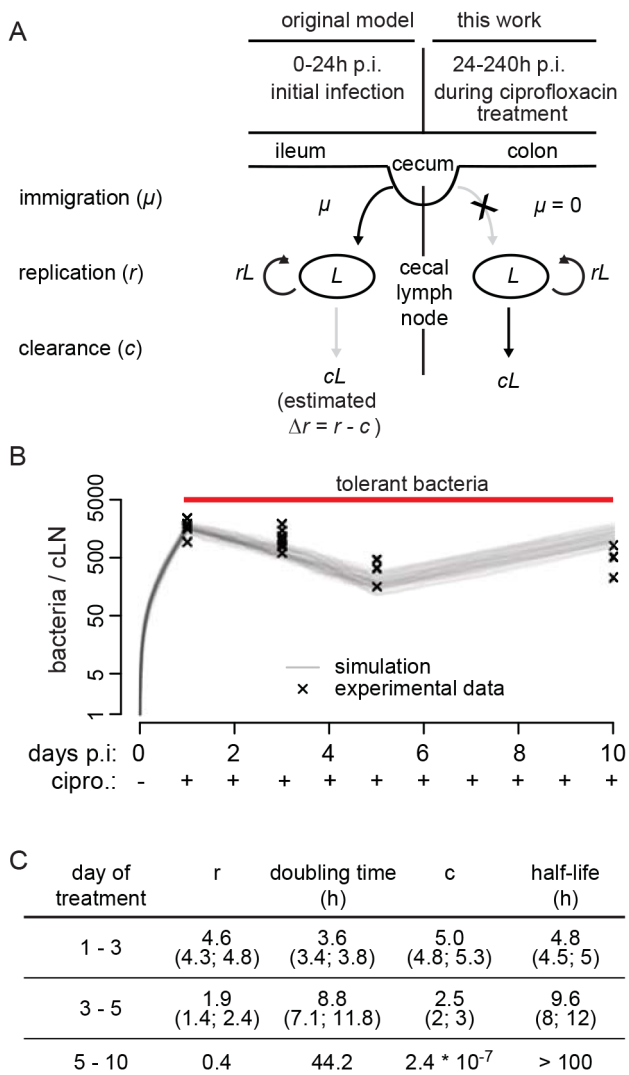 A
original model this work
0-24h p.i. 24-240h p.i.
initial infection during ciprofloxacin
treatment
ileum cecum colon
immigration (μ) μ μ = 0
replication (r) rL L cecal L rL
lymph
node
clearance (c)
cL cL
(estimated
Δr = r - c )
B
tolerant bacteria
bacteria / cLN
5000
500
50
5
1
simulation
experimental data
days p.i: 0 2 4 6 8 10
cipro.: - + + + + + + + + + +
C
day of r doubling time c half-life
treatment (h) (h)
1 - 3 4.6 3.6 5.0 4.8
(4.3; 4.8) (3.4; 3.8) (4.8; 5.3) (4.5; 5)
3 - 5 1.9 8.8 2.5 9.6
(1.4; 2.4) (7.1; 11.8) (2; 3) (8; 12)
5 - 10 0.4 44.2 2.4 * 10⁻⁷ > 100